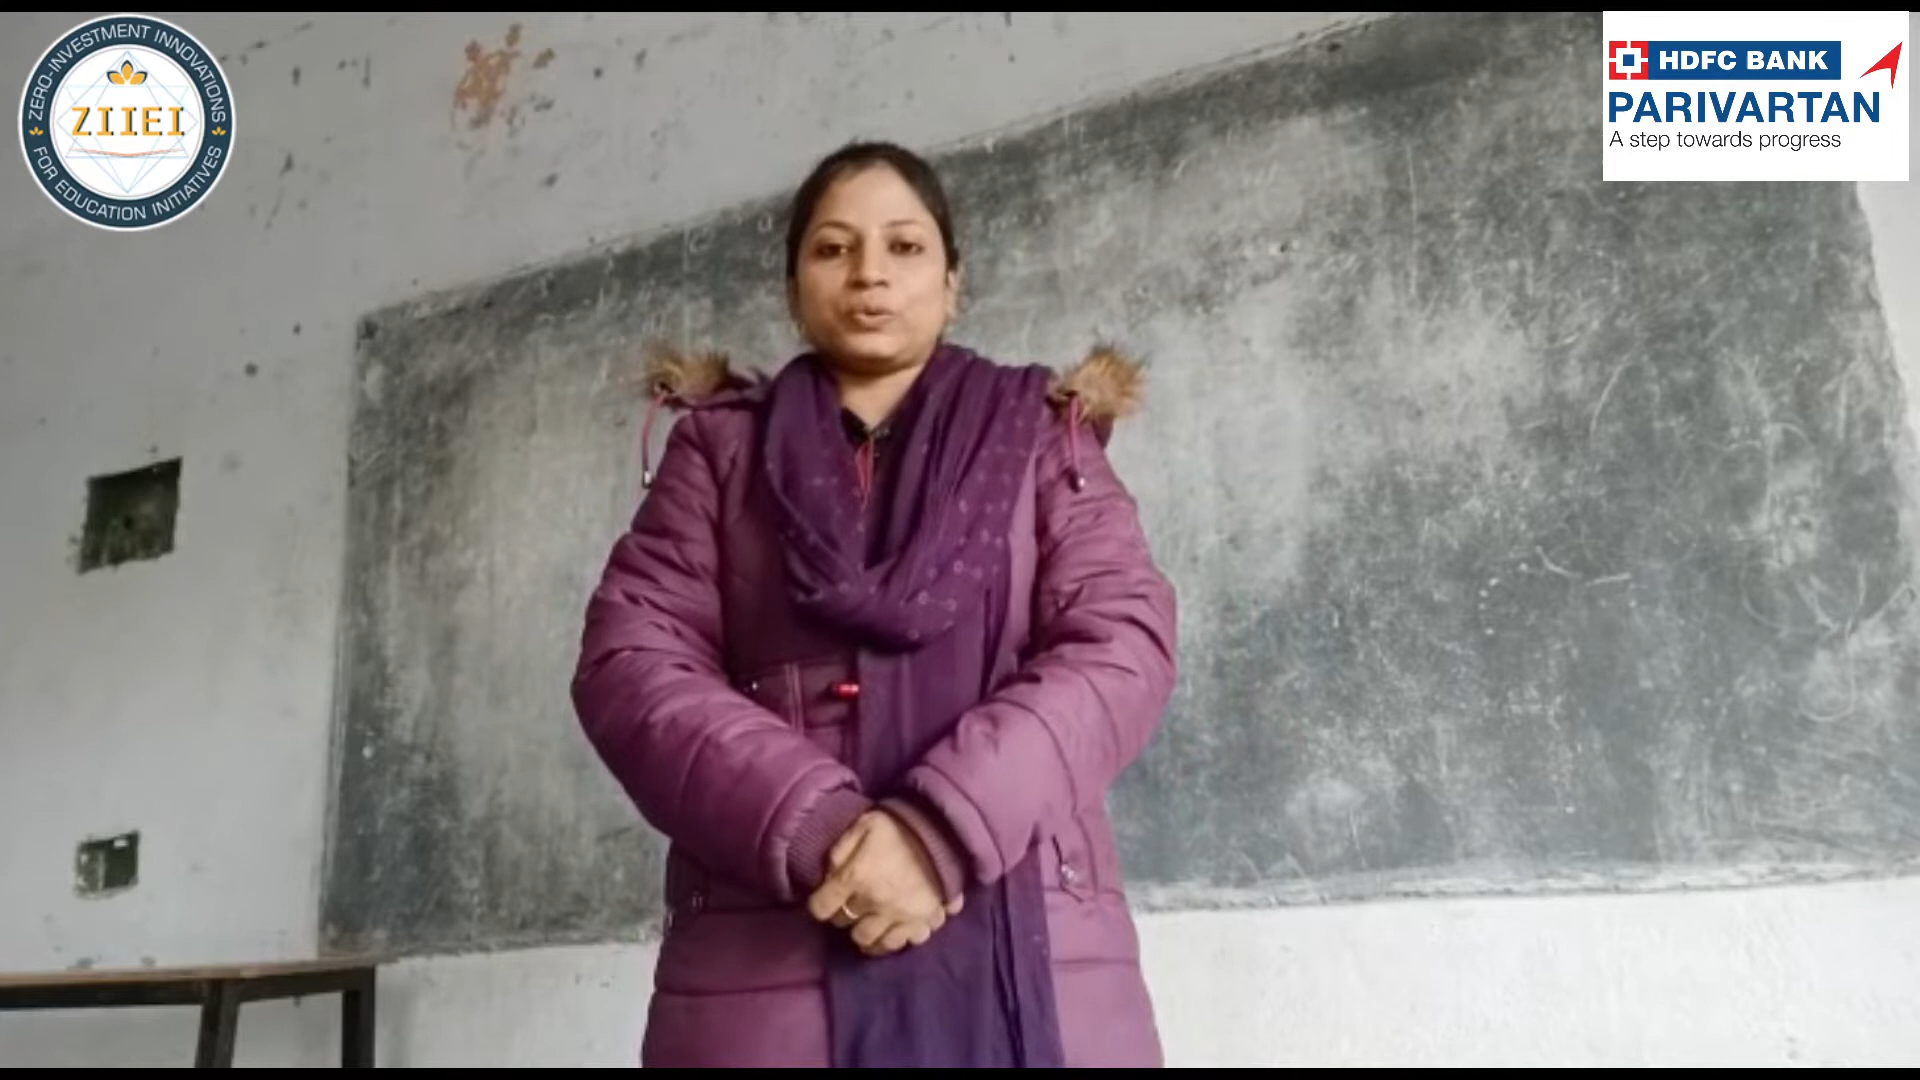 ZERO-INVESTMENT INNOVATIONS
ZIIEI
FOR EDUCATION INITIATIVES
HDFC BANK
PARIVARTAN
A step towards progress